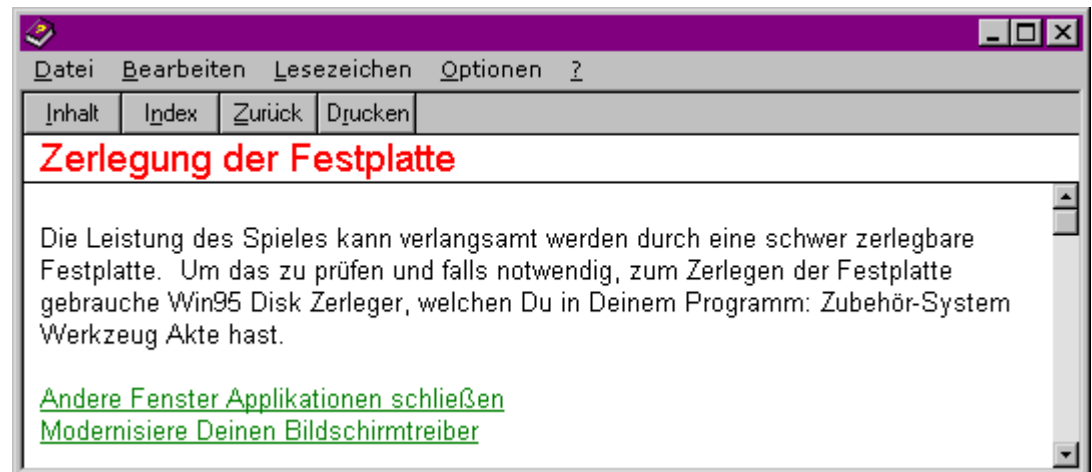 Datei Bearbeiten Lesezeichen Optionen ?
Inhalt Index Zurück Drucken
Zerlegung der Festplatte
Die Leistung des Spieles kann verlangsamt werden durch eine schwer zerlegbare
Festplatte.  Um das zu prüfen und falls notwendig, zum Zerlegen der Festplatte
gebrauche Win95 Disk Zerleger, welchen Du in Deinem Programm: Zubehör-System
Werkzeug Akte hast.
Andere Fenster Applikationen schließen
Modernisiere Deinen Bildschirmtreiber